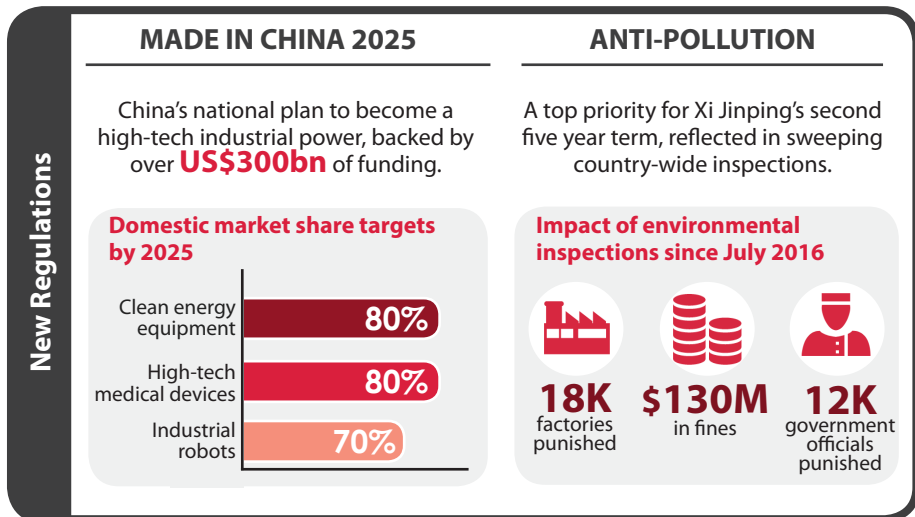 New Regulations
MADE IN CHINA 2025
China's national plan to become a
high-tech industrial power, backed by
over US$300bn of funding.
Domestic market share targets
by 2025
Clean energy
equipment
80%
High-tech
medical devices
80%
Industrial
robots
70%
ANTI-POLLUTION
A top priority for Xi Jinping's second
five year term, reflected in sweeping
country-wide inspections.
Impact of environmental
inspections since July 2016
18K
factories
punished
$130M
in fines
12K
government
officials
punished